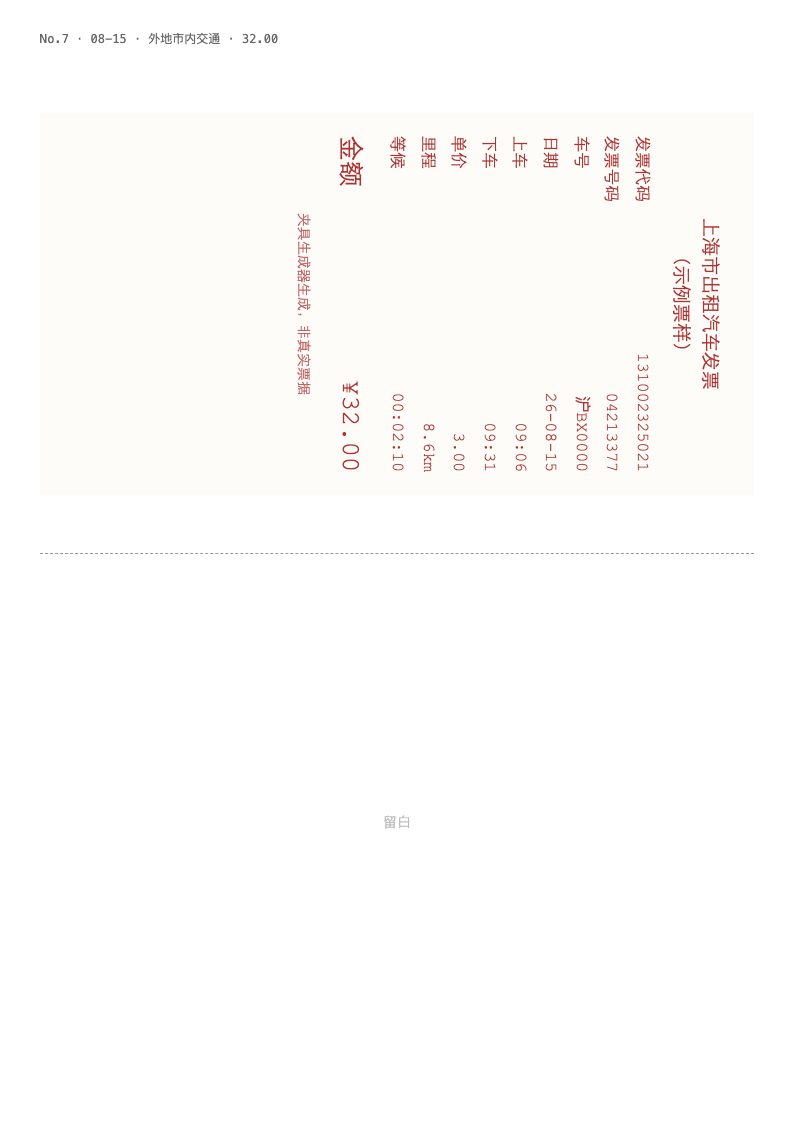 No.7 · 08-15 · 外地市内交通 · 32.00
上海市出租汽车发票
(示例票样)
发票代码 131002325021
发票号码 04213377
车号 沪BX0000
日期 26-08-15
上车 09:06
下车 09:31
单价 3.00
里程 8.6km
等候 00:02:10
金额 ¥32.00
夹具生成器生成, 非真实票据
留白